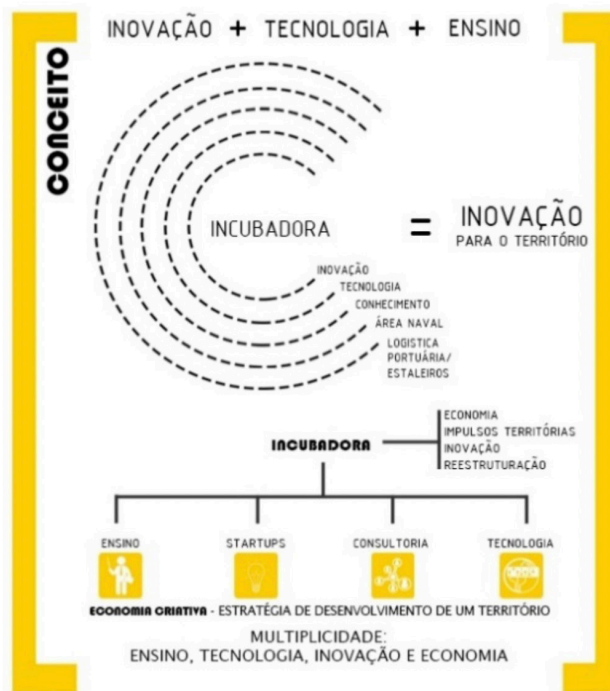 INOVAÇÃO + TECNOLOGIA + ENSINO
CONCEITO
INCUBADORA
= INOVAÇÃO
PARA O TERRITÓRIO
INOVAÇÃO
TECNOLOGIA
CONHECIMENTO
ÁREA NAVAL
LOGISTICA
PORTUÁRIA/
ESTALEIROS
INCUBADORA
ECONOMIA
IMPULSOS TERRITÓRIAS
INOVAÇÃO
REESTRUTURAÇÃO
ENSINO
STARTUPS
CONSULTORIA
TECNOLOGIA
ECONOMIA CRIATIVA - ESTRATÉGIA DE DESENVOLVIMENTO DE UM TERRITÓRIO
MULTIPLICIDADE:
ENSINO, TECNOLOGIA, INOVAÇÃO E ECONOMIA